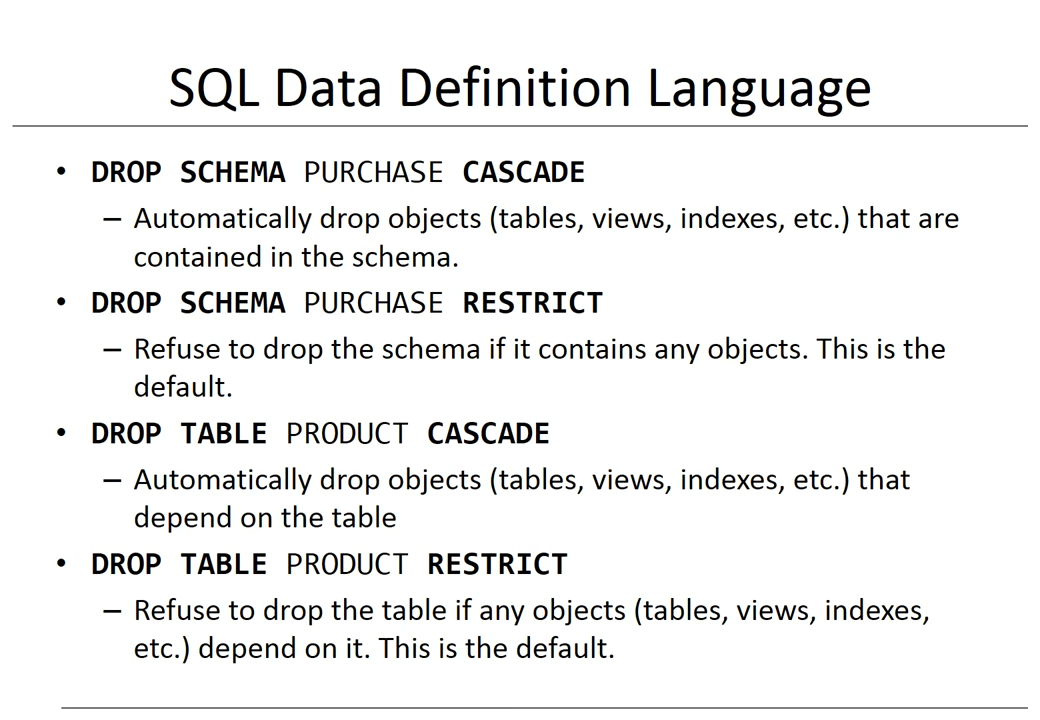 SQL Data Definition Language
• DROP SCHEMA PURCHASE CASCADE
– Automatically drop objects (tables, views, indexes, etc.) that are
contained in the schema.
• DROP SCHEMA PURCHASE RESTRICT
– Refuse to drop the schema if it contains any objects. This is the
default.
• DROP TABLE PRODUCT CASCADE
– Automatically drop objects (tables, views, indexes, etc.) that
depend on the table
• DROP TABLE PRODUCT RESTRICT
– Refuse to drop the table if any objects (tables, views, indexes,
etc.) depend on it. This is the default.